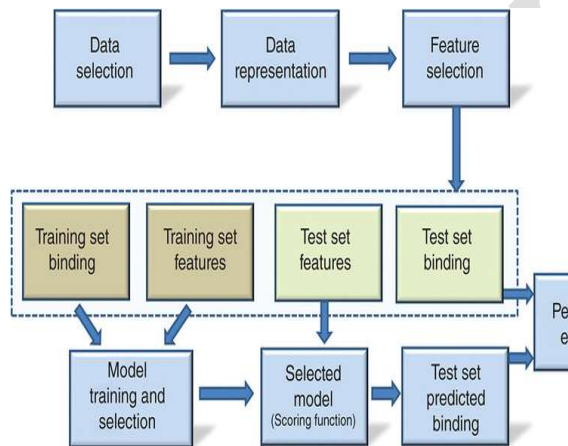 Data
selection
Data
representation
Feature
selection
Training set
binding
Training set
features
Test set
features
Test set
binding
Model
training and
selection
Selected
model
(Scoring function)
Test set
predicted
binding